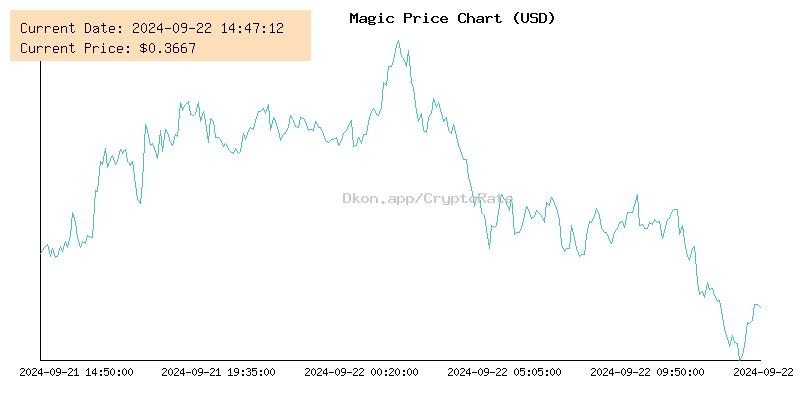 Magic Price Chart (USD)
Current Date: 2024-09-22 14:47:12
Current Price: $0.3667
Dkon.app/CryptoRate
2024-09-21 14:50:00
2024-09-21 19:35:00
2024-09-22 00:20:00
2024-09-22 05:05:00
2024-09-22 09:50:00
2024-09-22